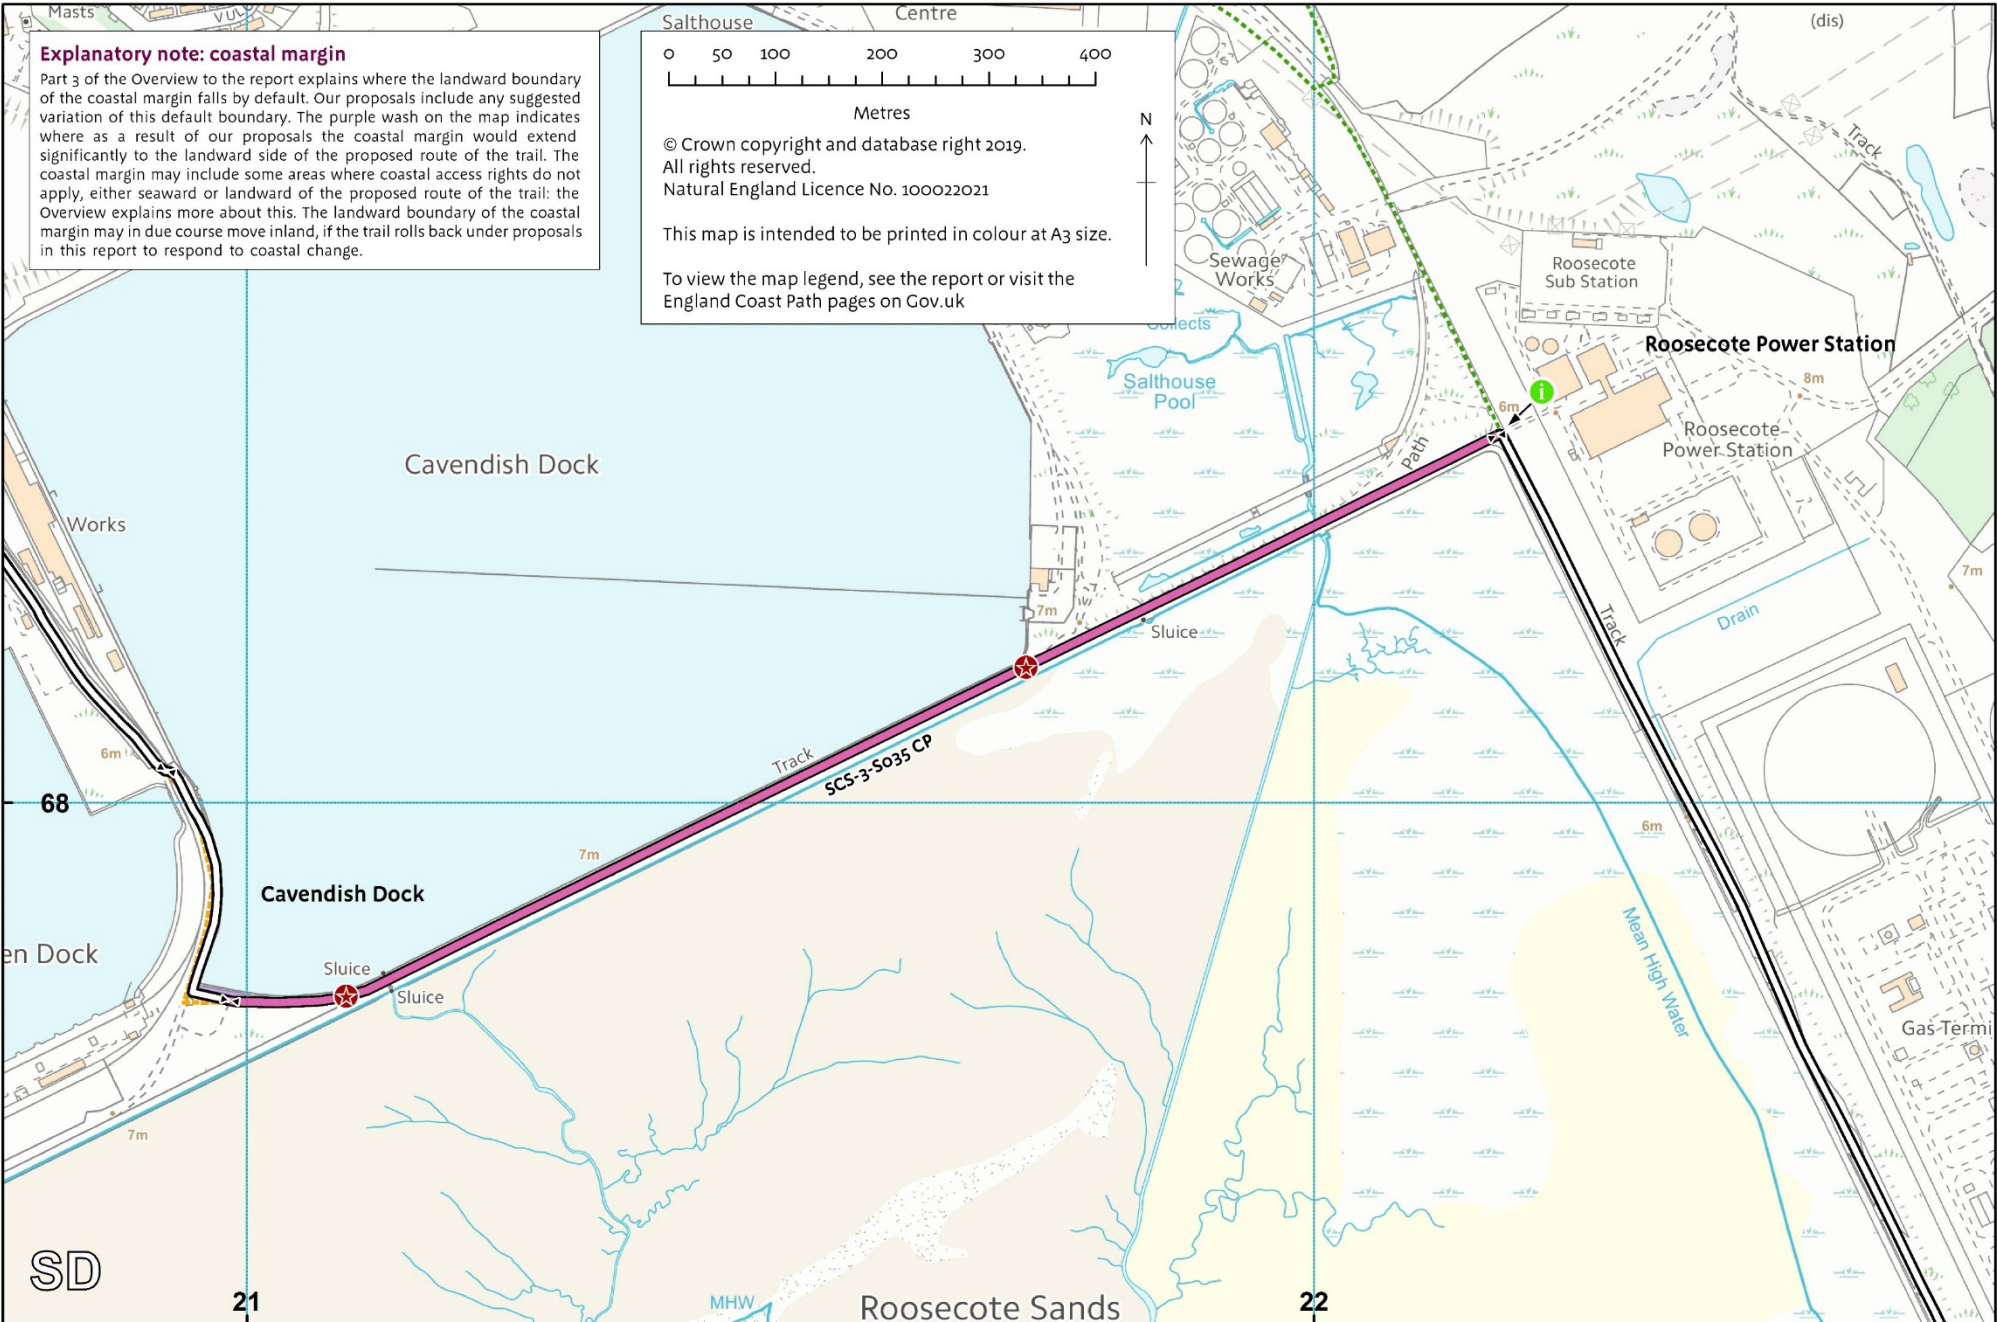 Masts
VUL
Salthouse
Centre
(dis)
Explanatory note: coastal margin
Part 3 of the Overview to the report explains where the landward boundary
of the coastal margin falls by default. Our proposals include any suggested
variation of this default boundary. The purple wash on the map indicates
where as a result of our proposals the coastal margin would extend
significantly to the landward side of the proposed route of the trail. The
coastal margin may include some areas where coastal access rights do not
apply, either seaward or landward of the proposed route of the trail: the
Overview explains more about this. The landward boundary of the coastal
margin may in due course move inland, if the trail rolls back under proposals
in this report to respond to coastal change.
0 50 100 200 300 400
Metres
N
© Crown copyright and database right 2019.
All rights reserved.
Natural England Licence No. 100022021
This map is intended to be printed in colour at A3 size.
To view the map legend, see the report or visit the
England Coast Path pages on Gov.uk
Track
Sewage
Works
Roosecote
Sub Station
Collects
Roosecote Power Station
Salthouse
Pool
8m
i
6m
Roosecote
Power Station
Path
Cavendish Dock
Works
7m
7m
Drain
Track
Sluice
Track
SCS-3-S035 CP
6m
68
6m
7m
Cavendish Dock
en Dock
Sluice
Sluice
Mean High Water
Gas Termi
7m
SD
21
MHW
Roosecote Sands
22